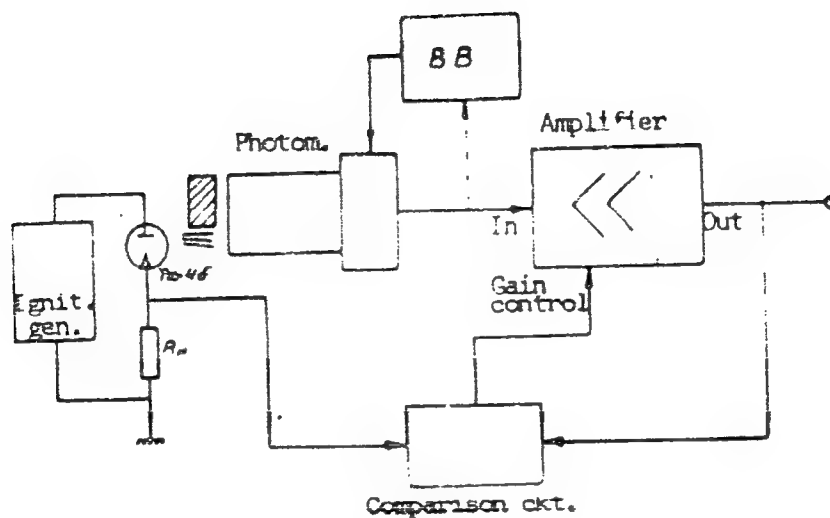 BB
Amplifier
Photom.
In
Out
Ignit.
gen.
Gain
control
Comparison ckt.